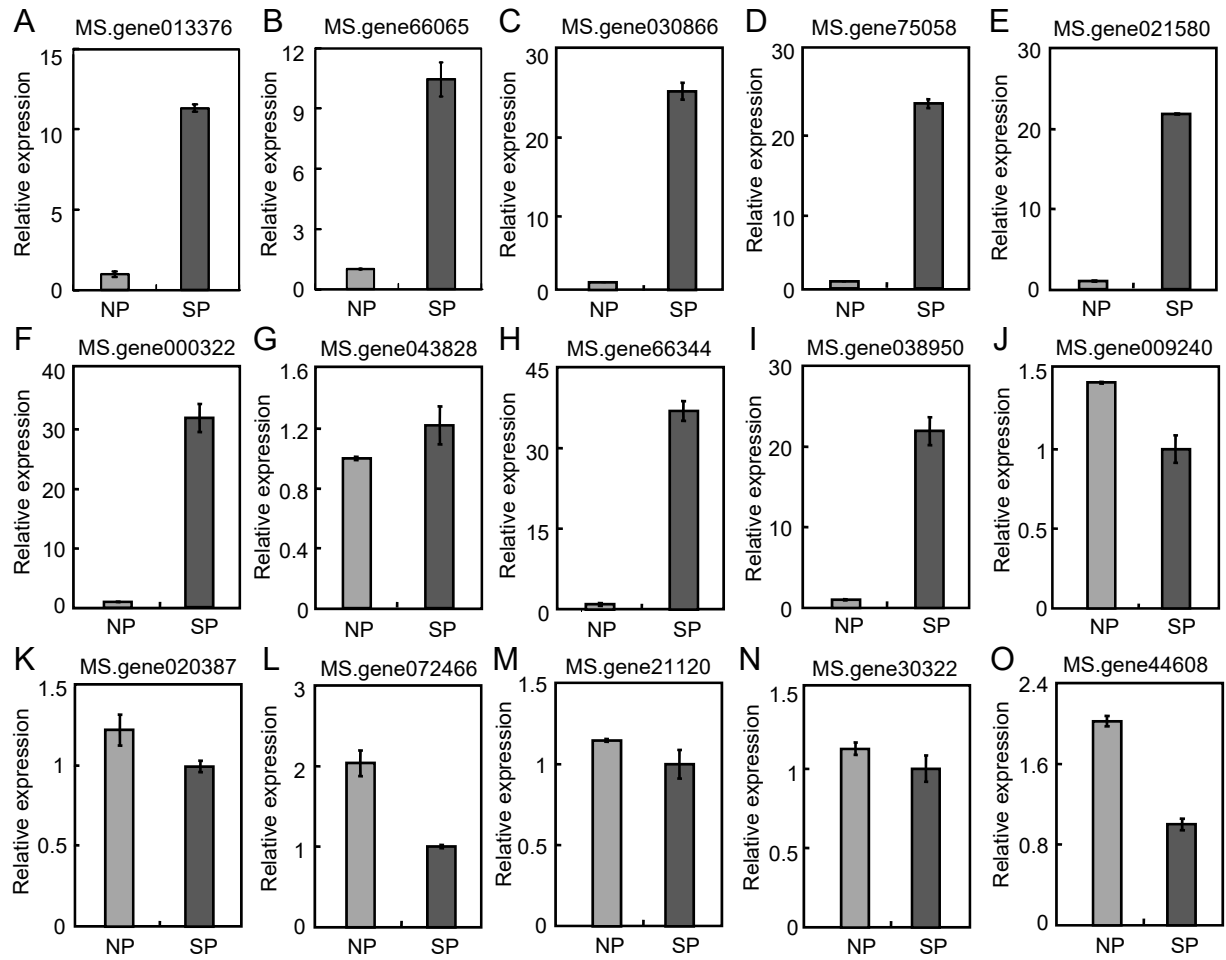 A MS.gene013376
Relative expression
15
10
5
0
NP SP
B MS.gene66065
Relative expression
12
9
6
3
0
NP SP
C MS.gene030866
Relative expression
30
20
10
0
NP SP
D MS.gene75058
Relative expression
30
20
10
0
NP SP
E MS.gene021580
Relative expression
30
20
10
0
NP SP
F MS.gene000322
Relative expression
40
30
20
10
0
NP SP
G MS.gene043828
Relative expression
1.6
1.2
0.8
0.4
0
NP SP
H MS.gene66344
Relative expression
45
30
15
0
NP SP
I MS.gene038950
Relative expression
30
20
10
0
NP SP
J MS.gene009240
Relative expression
1.5
1
0.5
0
NP SP
K MS.gene020387
Relative expression
1.5
1
0.5
0
NP SP
L MS.gene072466
Relative expression
3
2
1
0
NP SP
M MS.gene21120
Relative expression
1.5
1
0.5
0
NP SP
N MS.gene30322
Relative expression
1.5
1
0.5
0
NP SP
O MS.gene44608
Relative expression
2.4
1.6
0.8
0
NP SP